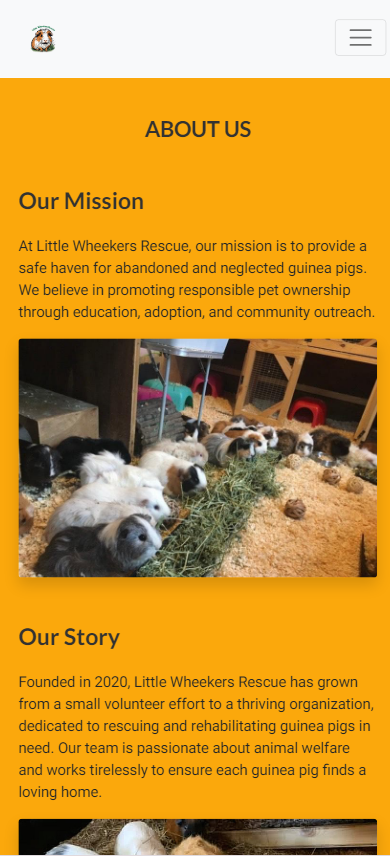 ABOUT US
Our Mission
At Little Wheekers Rescue, our mission is to provide a
safe haven for abandoned and neglected guinea pigs.
We believe in promoting responsible pet ownership
through education, adoption, and community outreach.
Our Story
Founded in 2020, Little Wheekers Rescue has grown
from a small volunteer effort to a thriving organization,
dedicated to rescuing and rehabilitating guinea pigs in
need. Our team is passionate about animal welfare
and works tirelessly to ensure each guinea pig finds a
loving home.